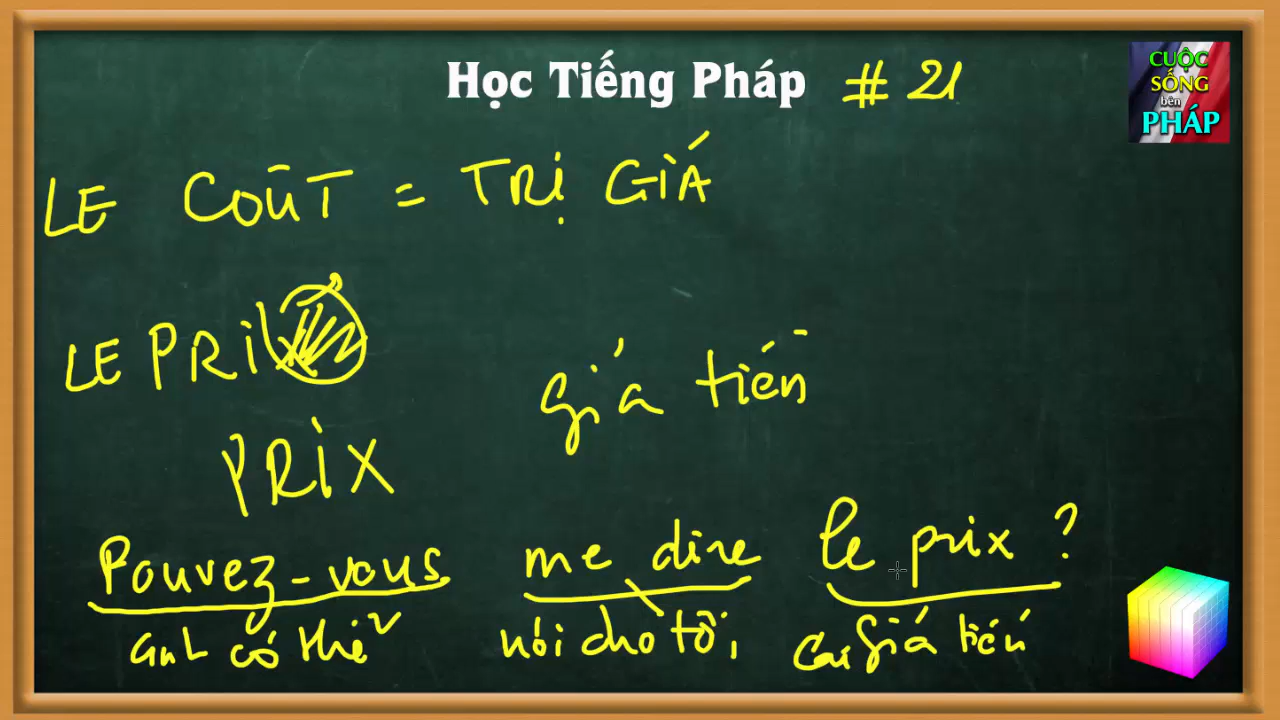 Học Tiếng Pháp # 21
CUỘC
SỐNG
bên
PHÁP
LE COÛT = TRỊ GIÁ
LE PRI
giá tiền
PRIX
Pouvez-vous me dire le prix ?
anh có thể nói cho tôi cái giá tiền